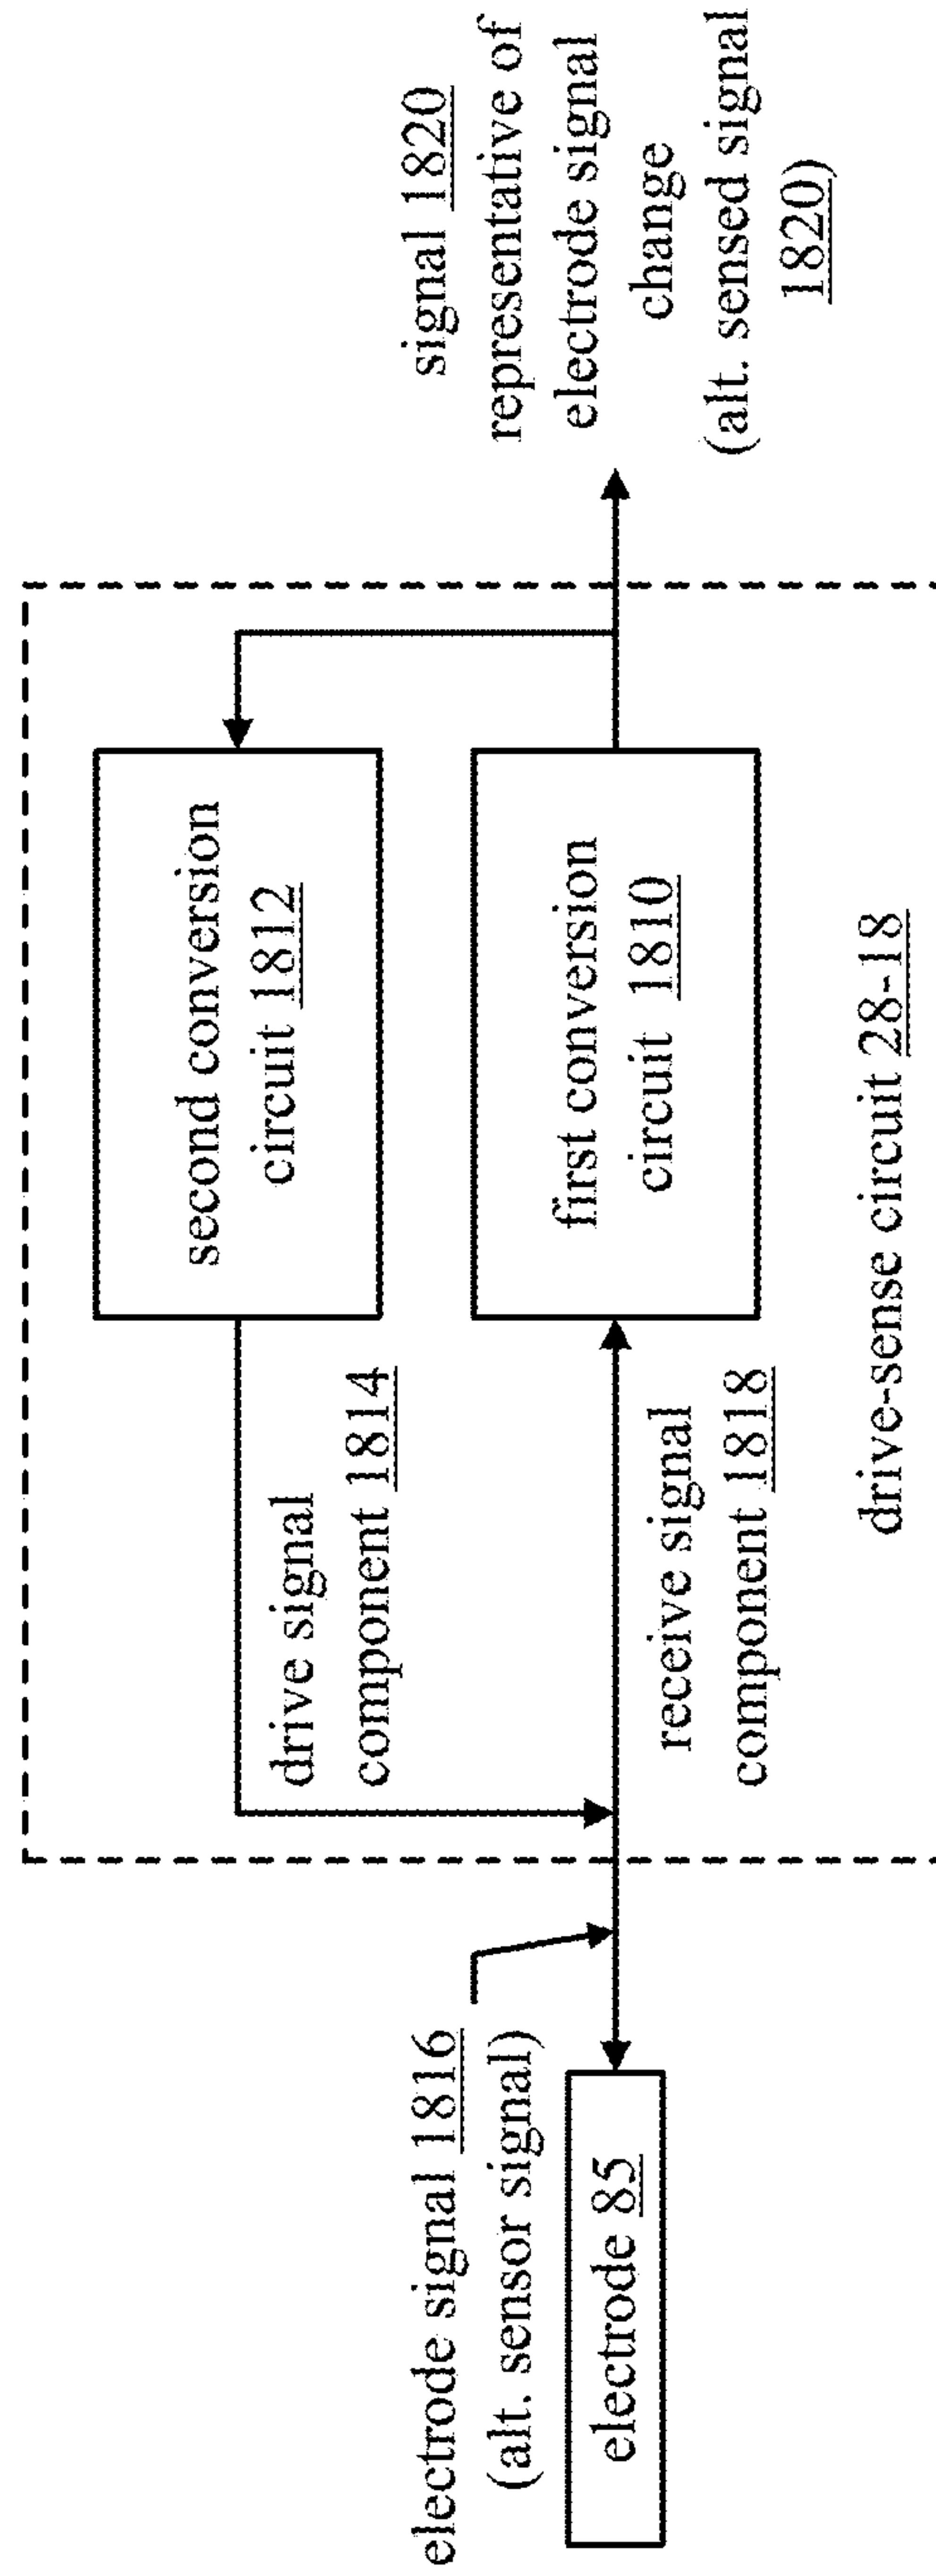 electrode signal 1816
(alt. sensor signal)
electrode 85
drive signal
component 1814
receive signal
component 1818
second conversion
circuit 1812
first conversion
circuit 1810
drive-sense circuit 28-18
signal 1820
representative of
electrode signal
change
(alt. sensed signal
1820)